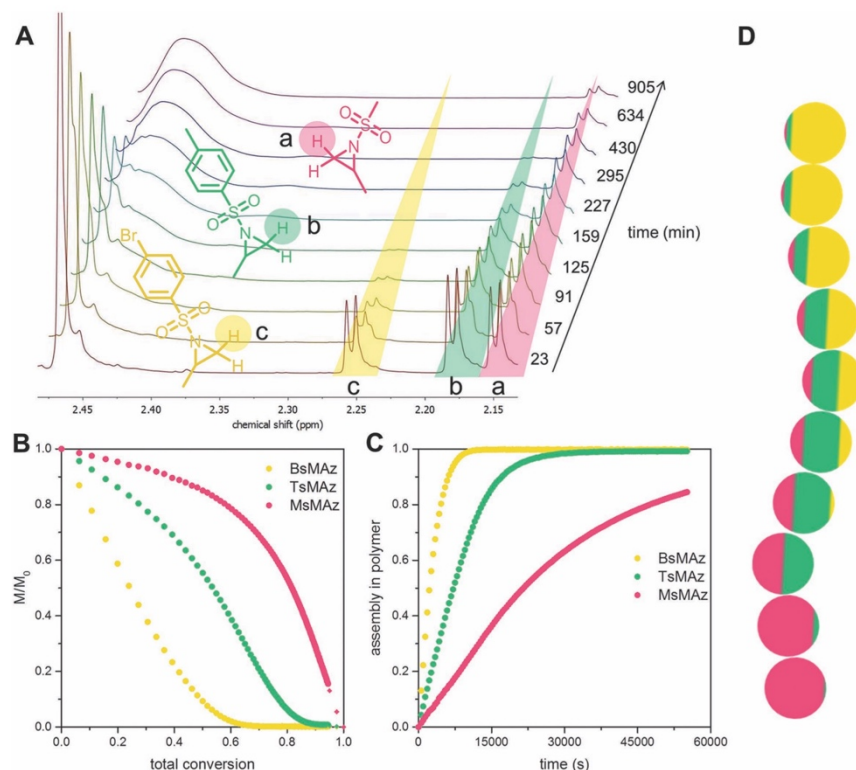 A
D
905
634
430
295
227
159
125
91
57
23
time (min)
a
b
c
H
H
N
S
O
O
H
H
N
S
O
O
Br
H
H
N
S
O
O
c
b
a
2.45
2.40
2.35
2.30
2.25
2.20
2.15
chemical shift (ppm)
B
1.0
0.8
0.6
0.4
0.2
0.0
M/M₀
BsMAz
TsMAz
MsMAz
0.0
0.2
0.4
0.6
0.8
1.0
total conversion
C
1.0
0.8
0.6
0.4
0.2
0.0
assembly in polymer
BsMAz
TsMAz
MsMAz
0
15000
30000
45000
60000
time (s)